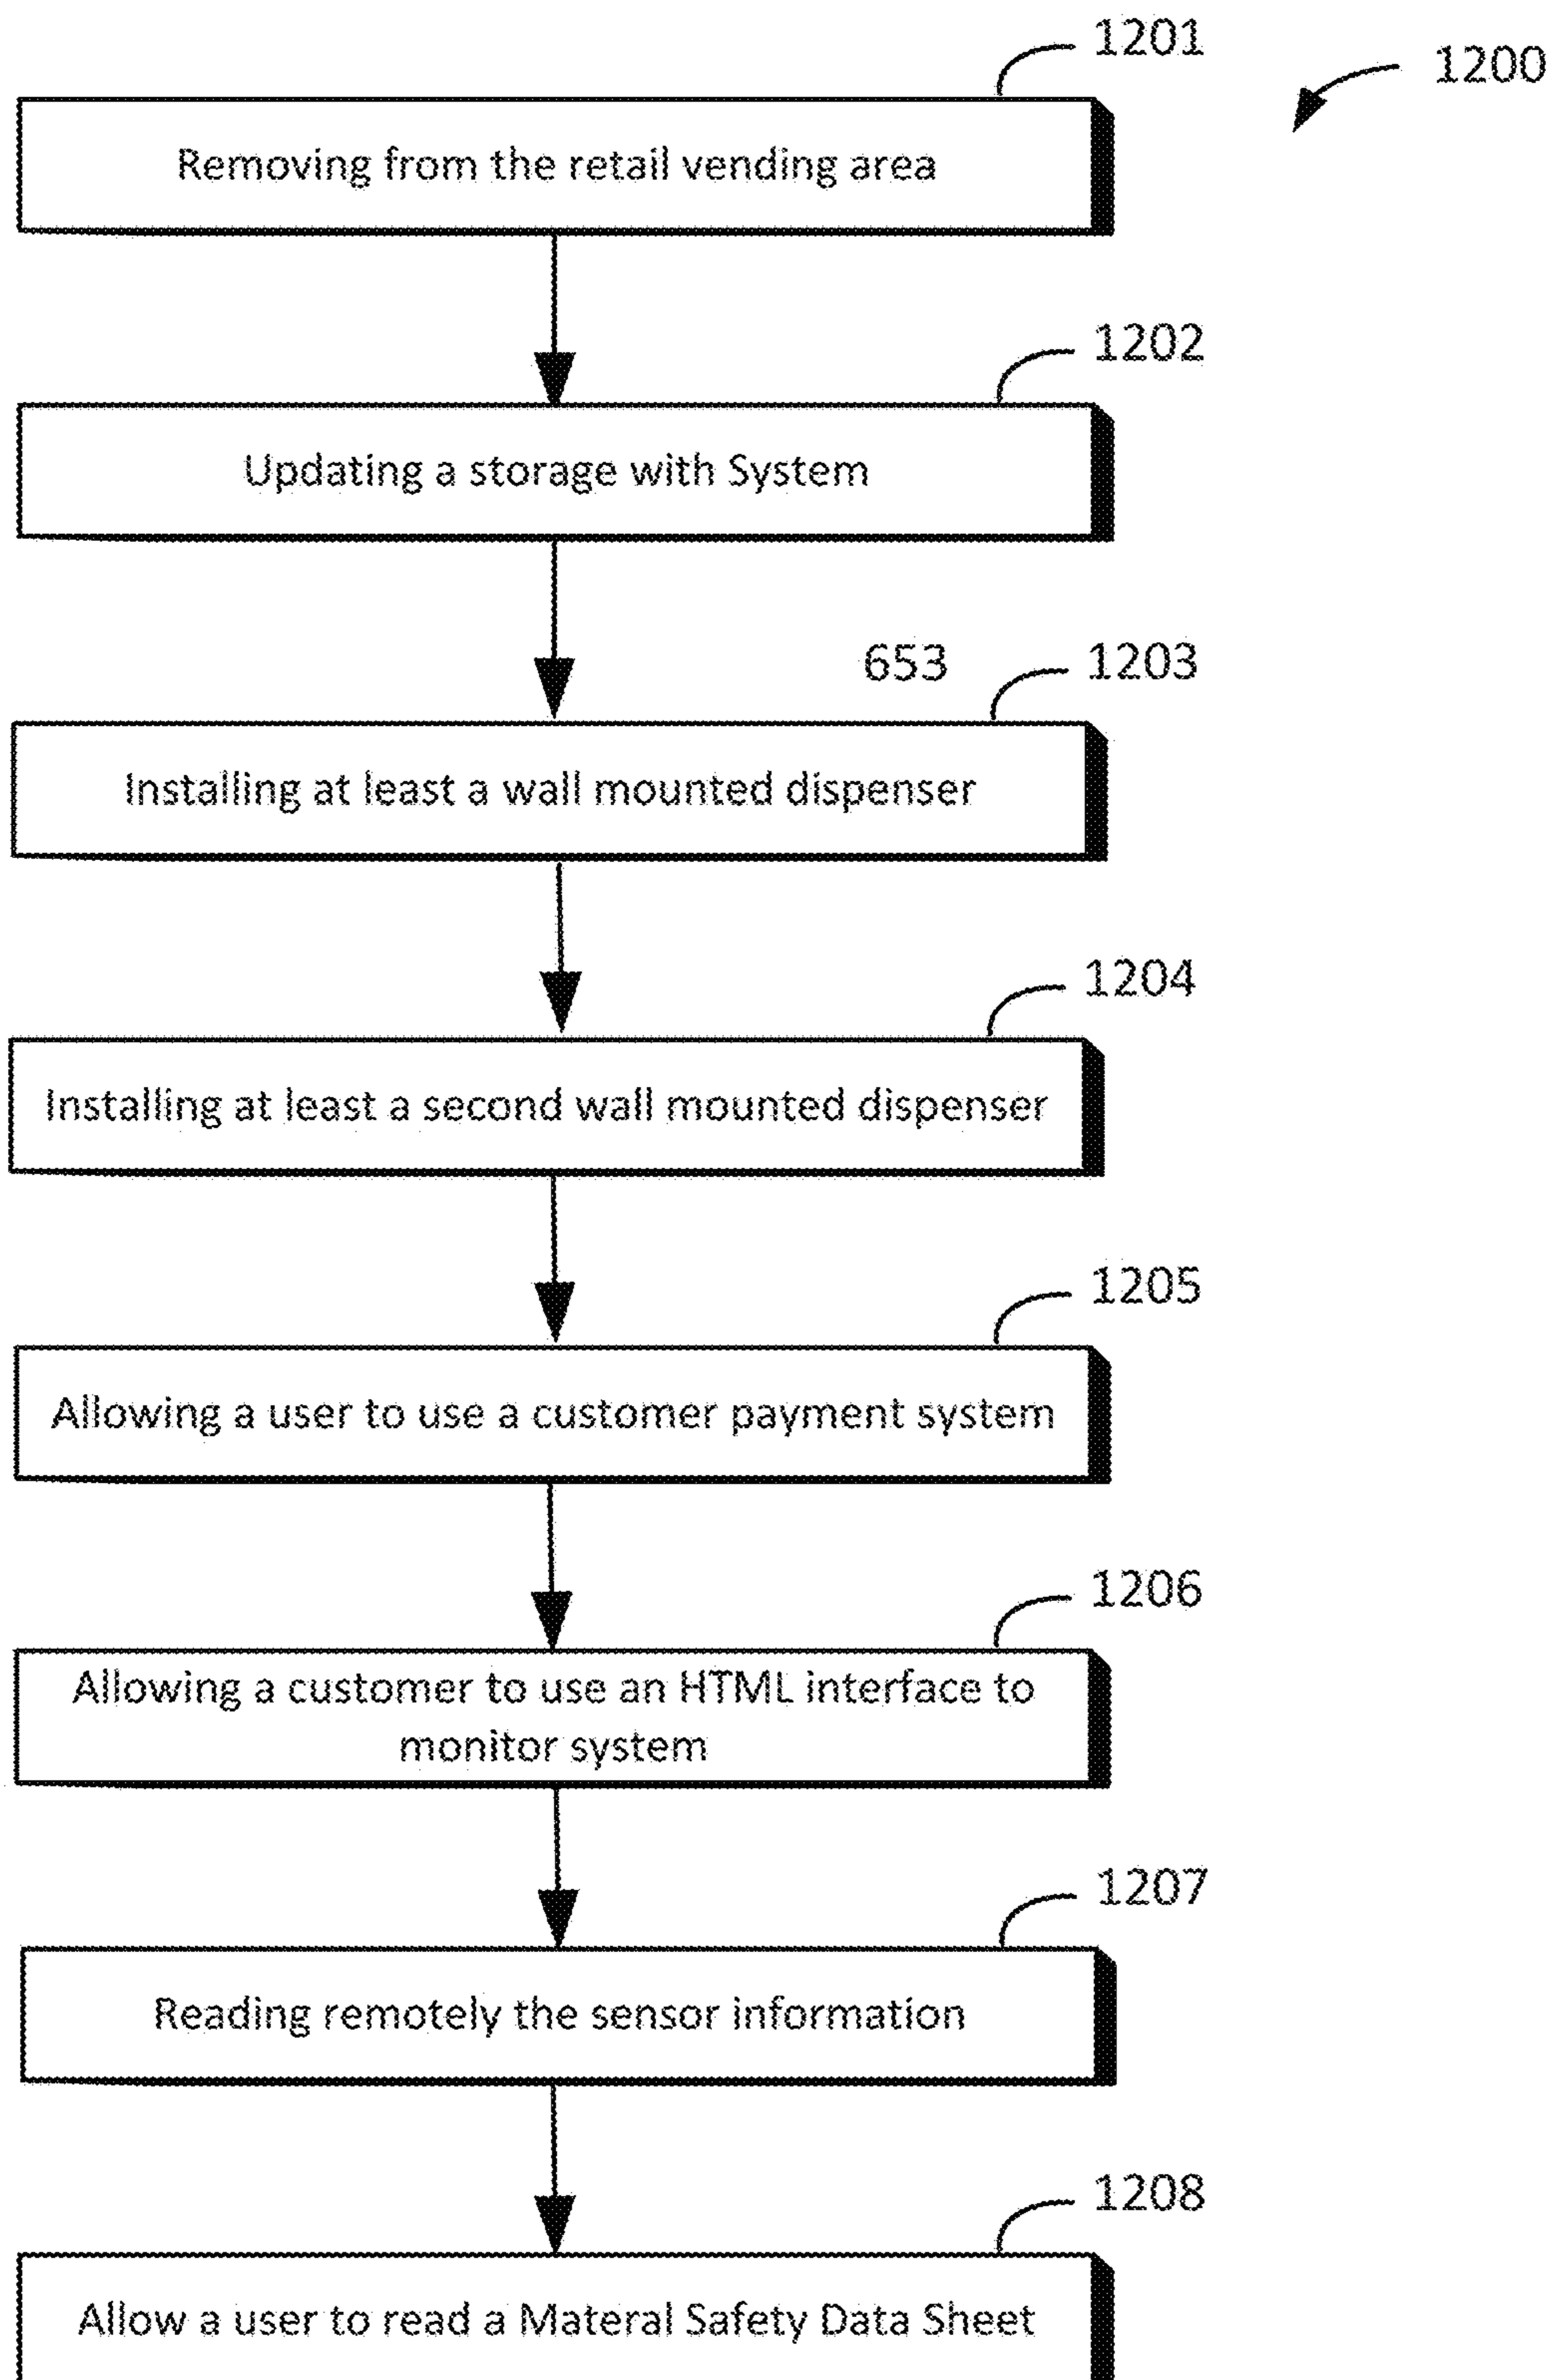 1201
1200
Removing from the retail vending area
1202
Updating a storage with System
653
1203
Installing at least a wall mounted dispenser
1204
Installing at least a second wall mounted dispenser
1205
Allowing a user to use a customer payment system
1206
Allowing a customer to use an HTML interface to
monitor system
1207
Reading remotely the sensor information
1208
Allow a user to read a Materal Safety Data Sheet